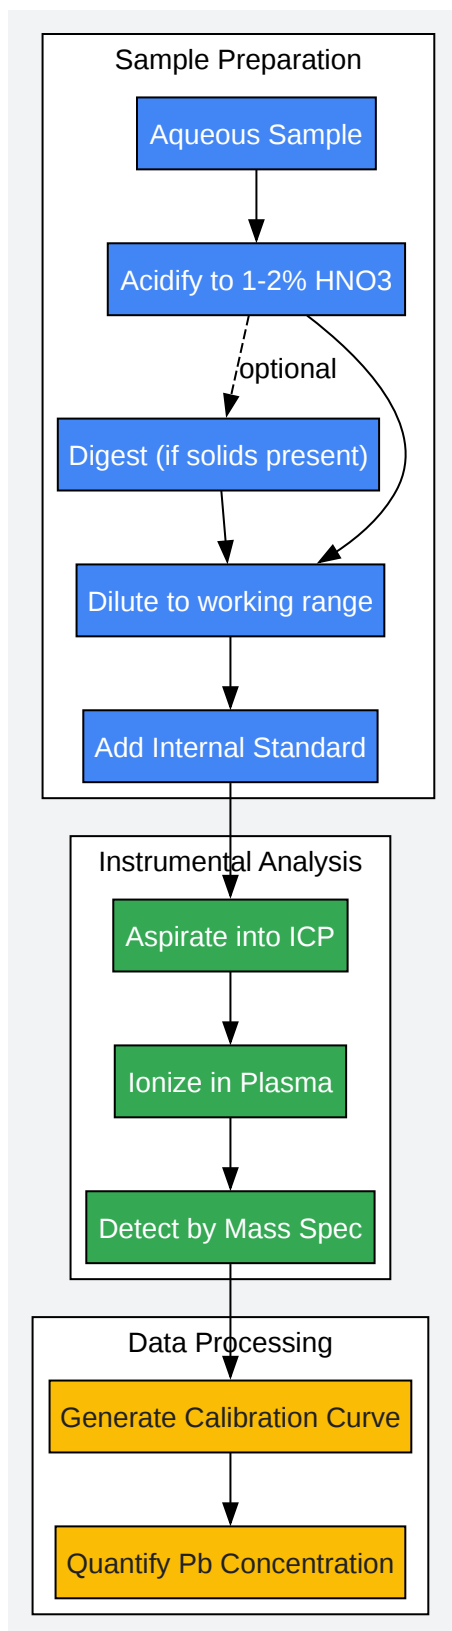 Sample Preparation
Aqueous Sample
Acidify to 1-2% HNO3
optional
Digest (if solids present)
Dilute to working range
Add Internal Standard
Instrumental Analysis
Aspirate into ICP
Ionize in Plasma
Detect by Mass Spec
Data Processing
Generate Calibration Curve
Quantify Pb Concentration